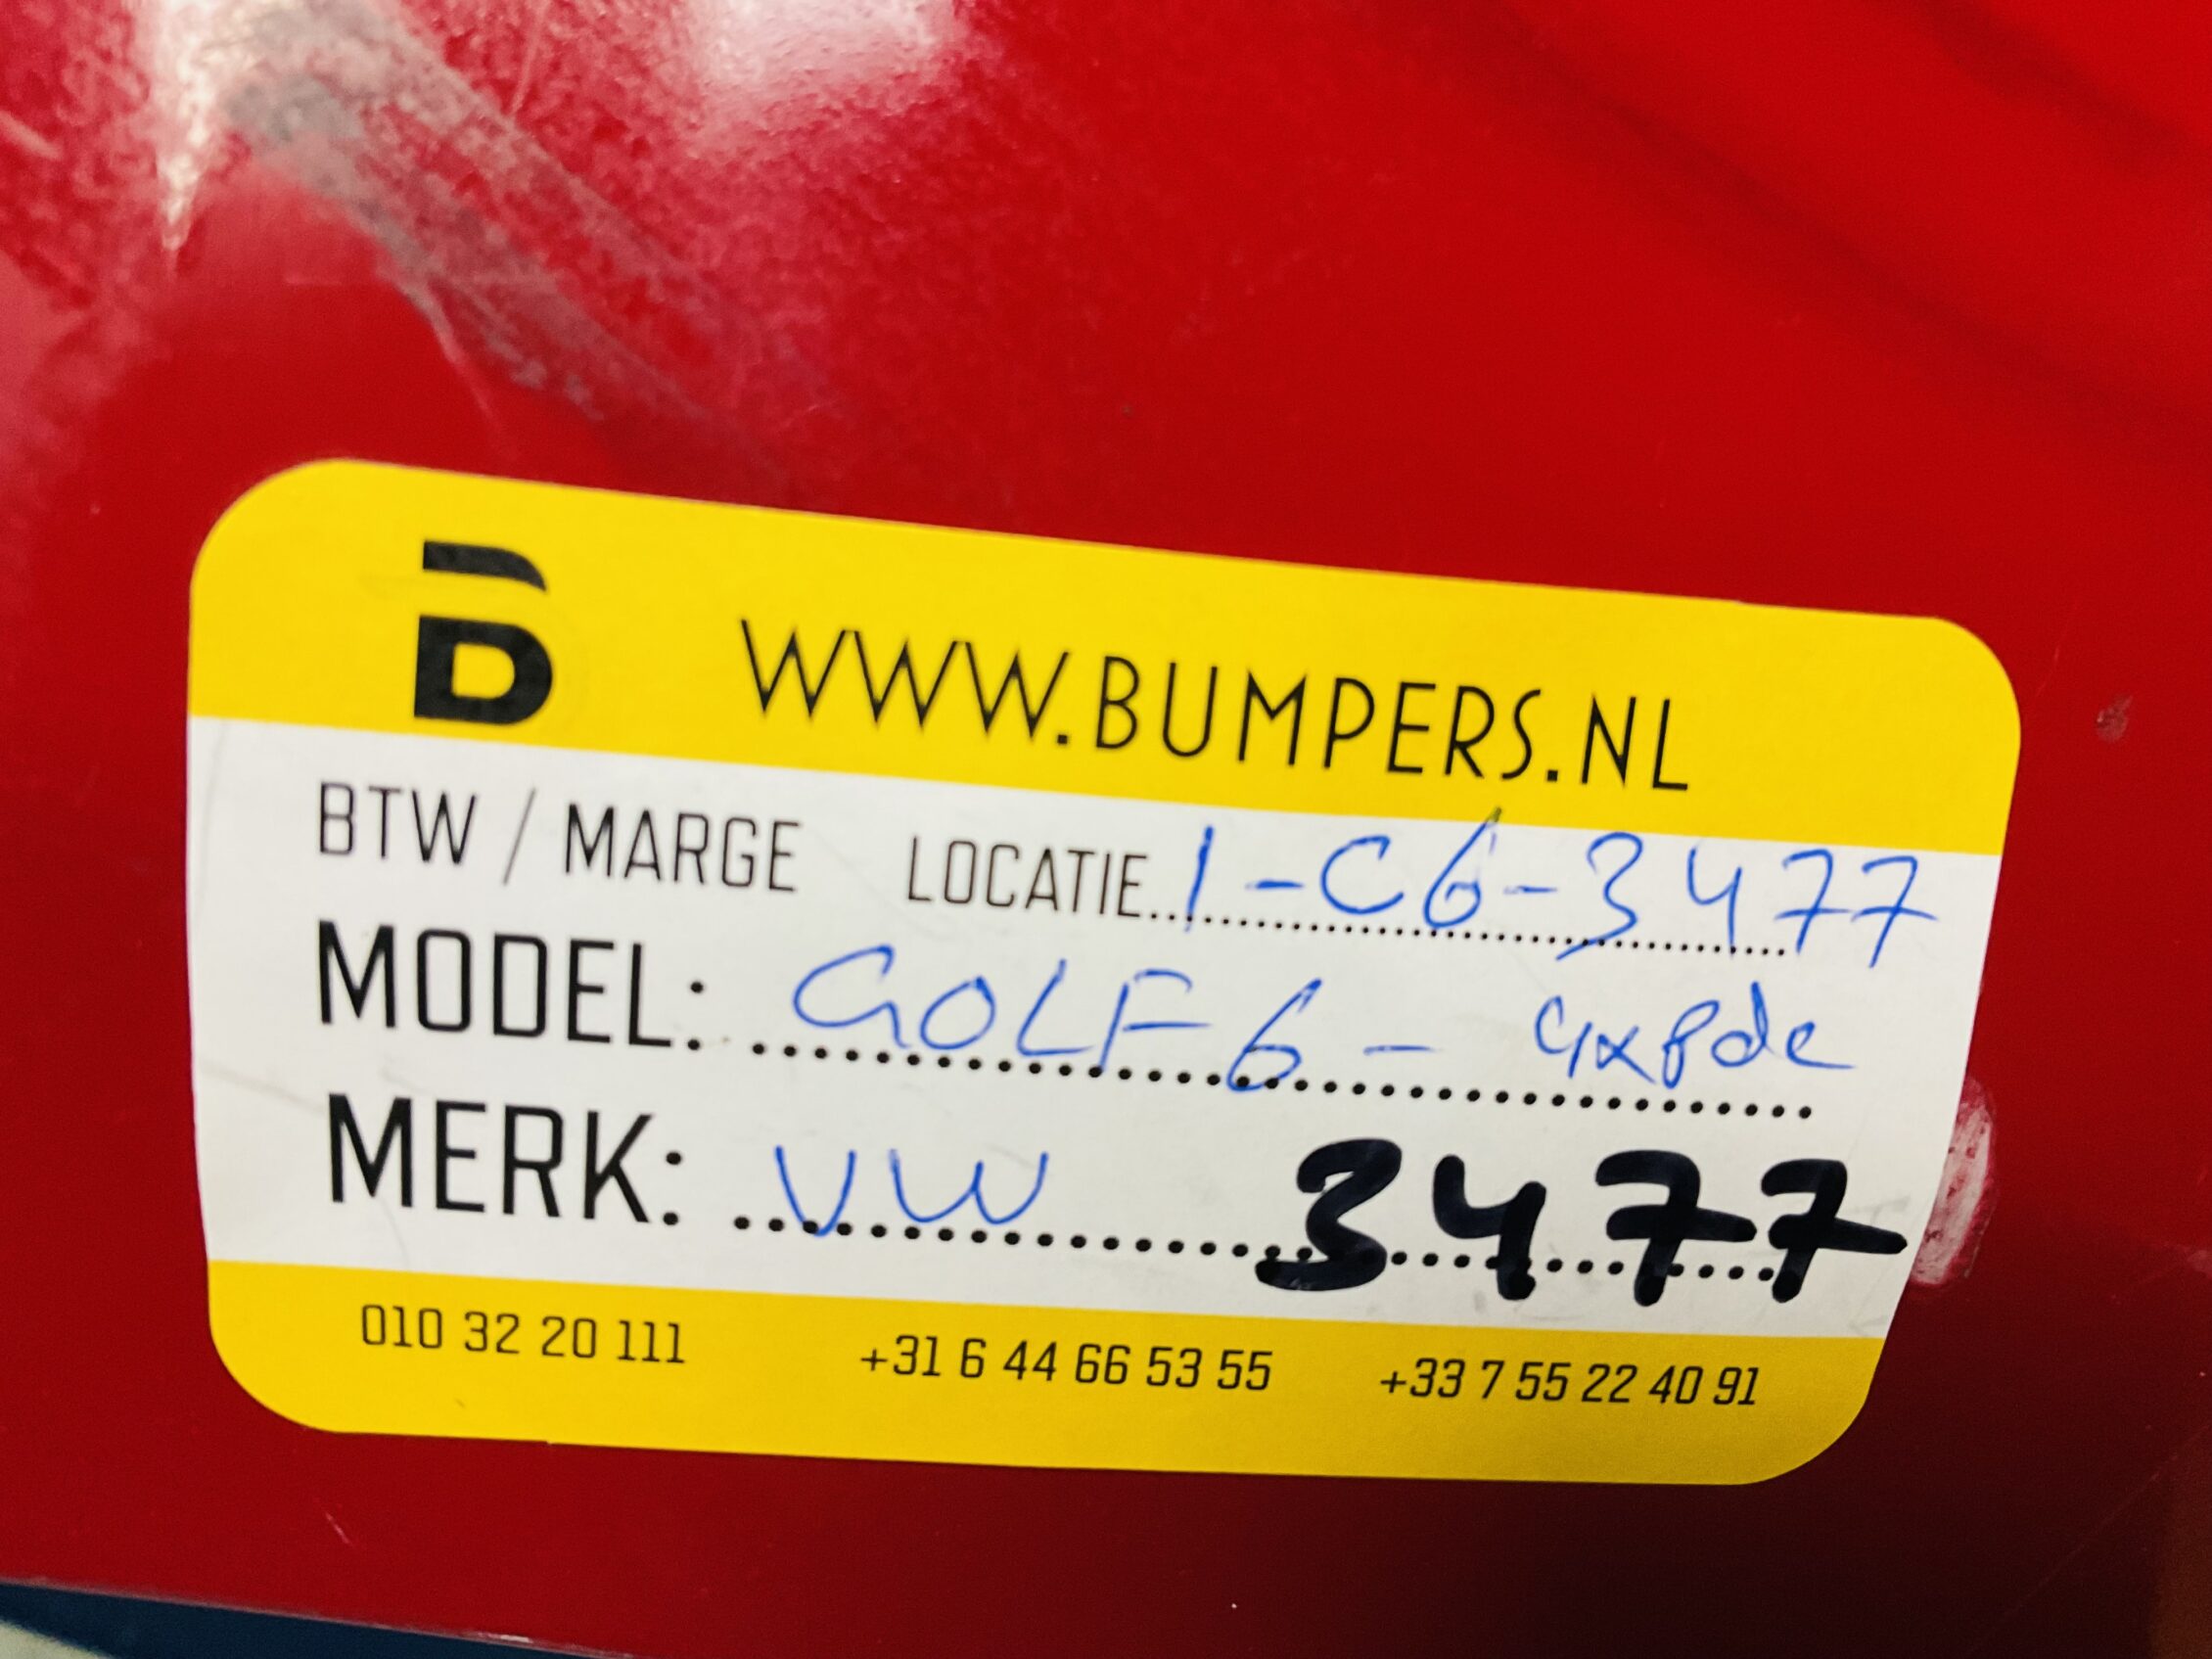 B WWW.BUMPERS.NL
BTW / MARGE LOCATIE 1-C6-3477
MODEL: GOLF 6 - 4xpdc
MERK: VW 3477
010 32 20 111 +31 6 44 66 53 55 +33 7 55 22 40 91